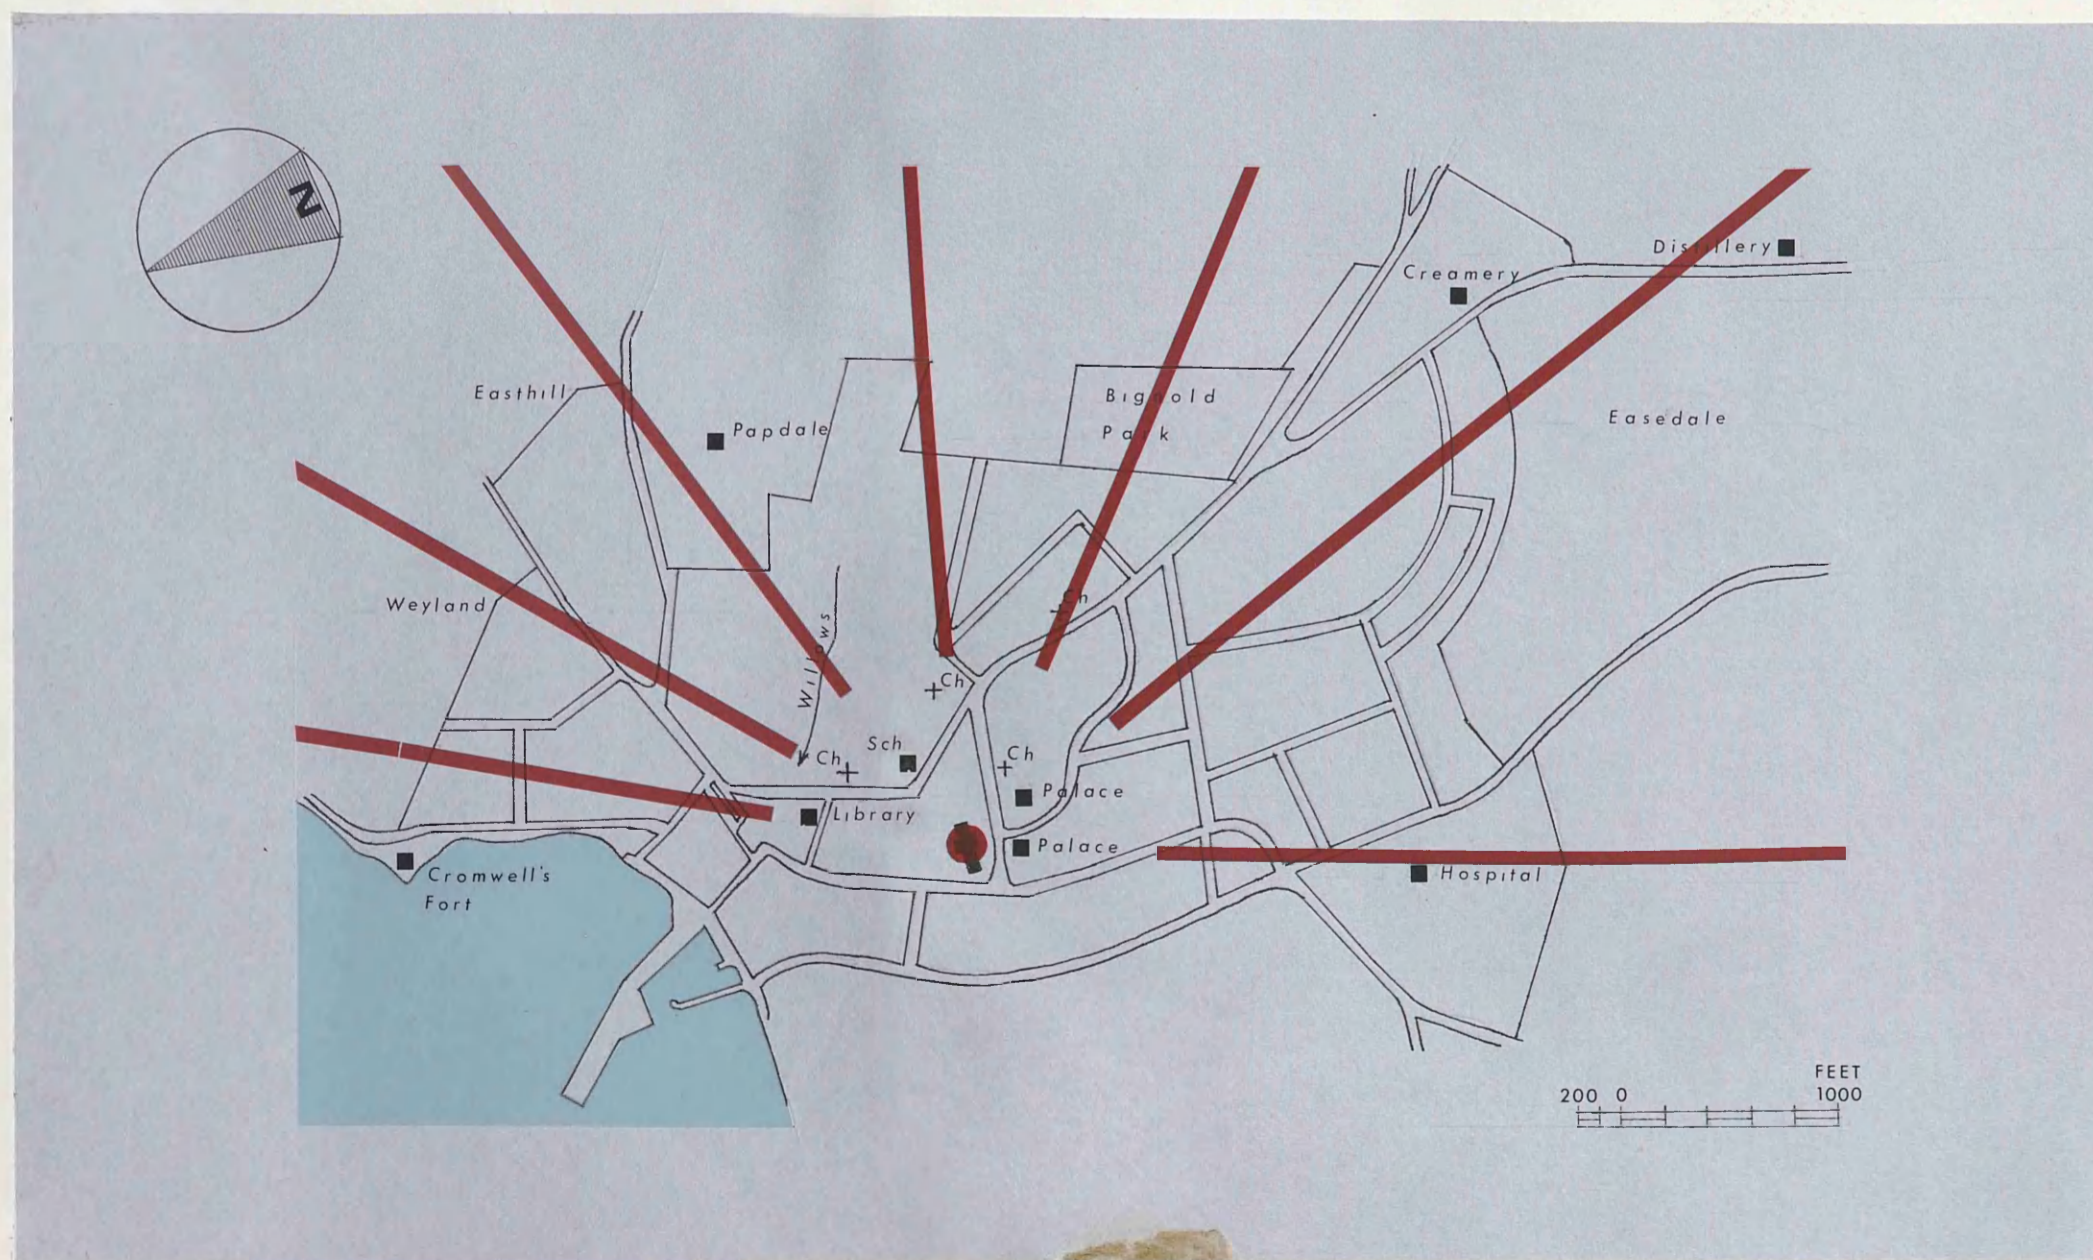 N
Distillery
Creamery
Easthill
Bignold
Park
Papdale
Easedale
Weyland
Ch
Willows
Ch
Sch
Ch
Ch
Palace
Library
Palace
Cromwell's
Fort
Hospital
FEET
200 0 1000